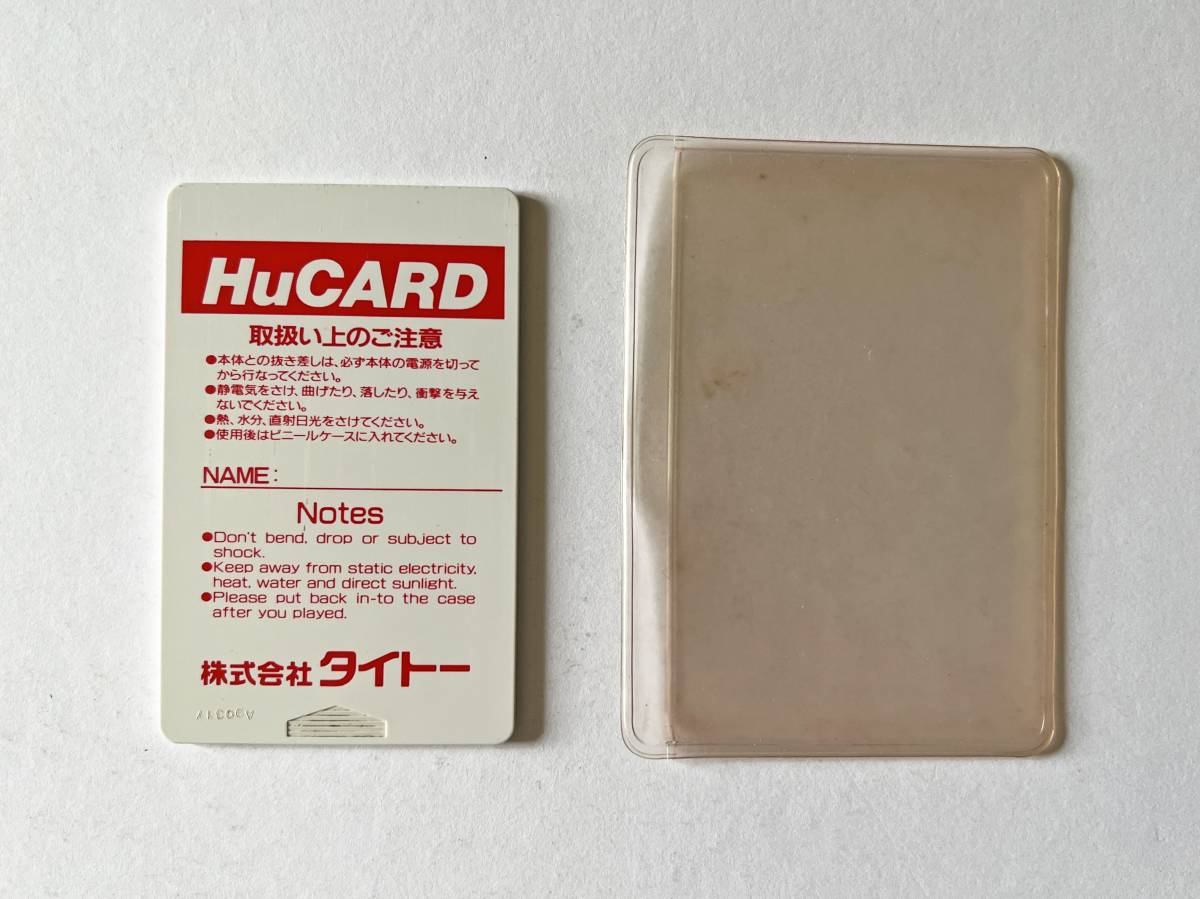 HuCARD
取扱い上のご注意
●本体との抜き差しは、必ず本体の電源を切って
から行なってください。
●静電気をさけ、曲げたり、落したり、衝撃を与え
ないでください。
●熱、水分、直射日光をさけてください。
●使用後はビニールケースに入れてください。
NAME:
Notes
●Don't bend, drop or subject to
shock.
●Keep away from static electricity,
heat, water and direct sunlight.
●Please put back in-to the case
after you played.
株式会社 タイトー